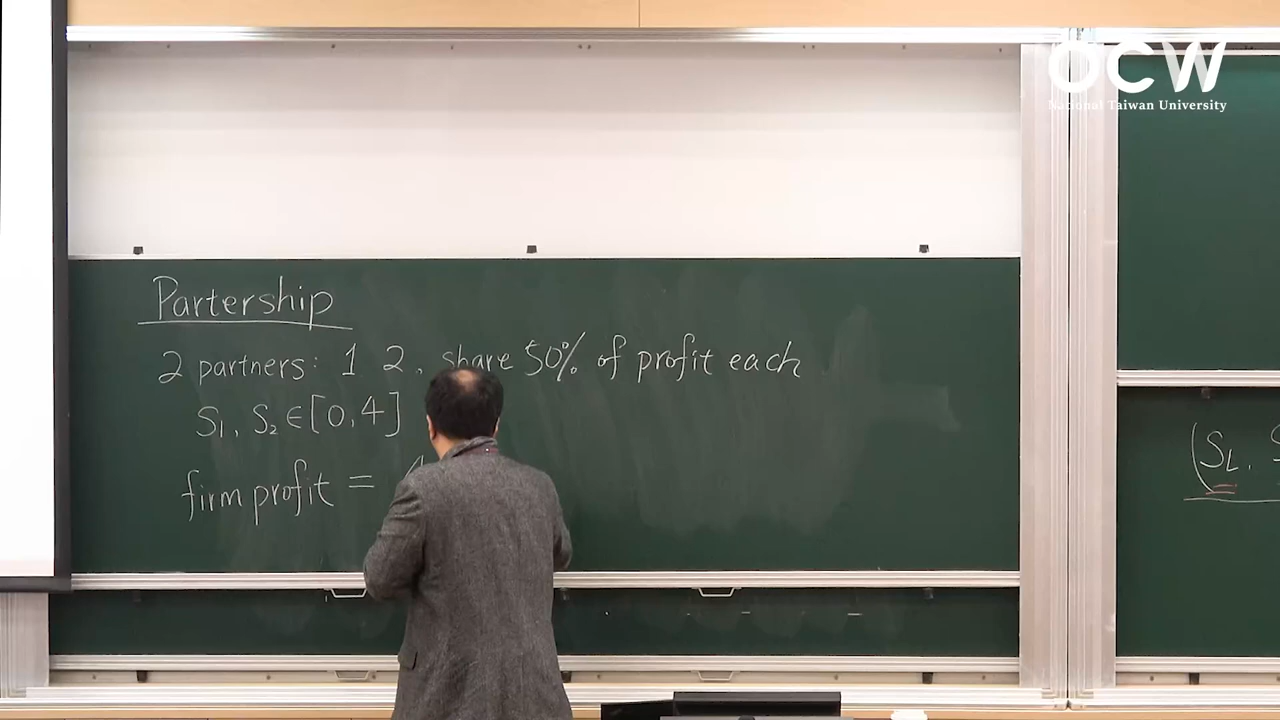 OCW
National Taiwan University
Partership
2 partners: 1 2, share 50% of profit each
S₁, S₂ ∈ [0,4]
firm profit =
(S_L,